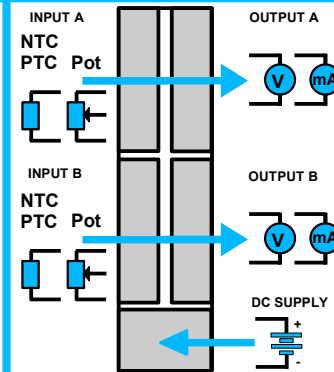 INPUT A
OUTPUT A
NTC
PTC Pot
V
mA
INPUT B
OUTPUT B
NTC
PTC Pot
V
mA
DC SUPPLY
+
-